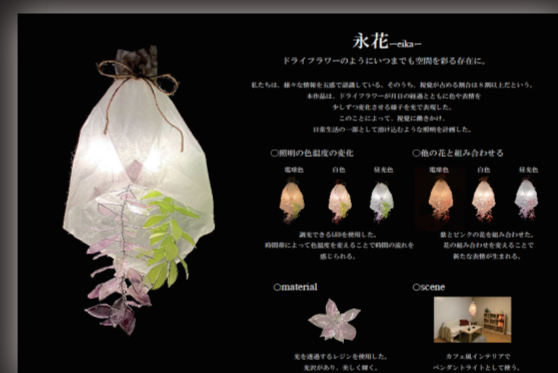 永花—eika—
ドライフラワーのようにいつまでも空間を彩る存在に。
私たちは、様々な情報を五感で認識している。そのうち、視覚が占める割合は8割以上だという。
本作品は、ドライフラワーが月日の経過とともに色や表情を
少しずつ変化させる様子を光で表現した。
このことによって、視覚に働きかけ、
日常生活の一部として溶け込むような照明を計画した。
○照明の色温度の変化
電球色 白色 昼光色
調光できるLEDを使用した。
時間帯によって色温度を変えることで時間の流れを
感じられる。
○他の花と組み合わせる
電球色 白色 昼光色
紫とピンクの花を組み合わせた。
花の組み合わせを変えることで
新たな表情が生まれる。
○material
光を透過するレジンを使用した。
光沢があり、美しく輝く。
○scene
カフェ風インテリアで
ペンダントライトとして使う。